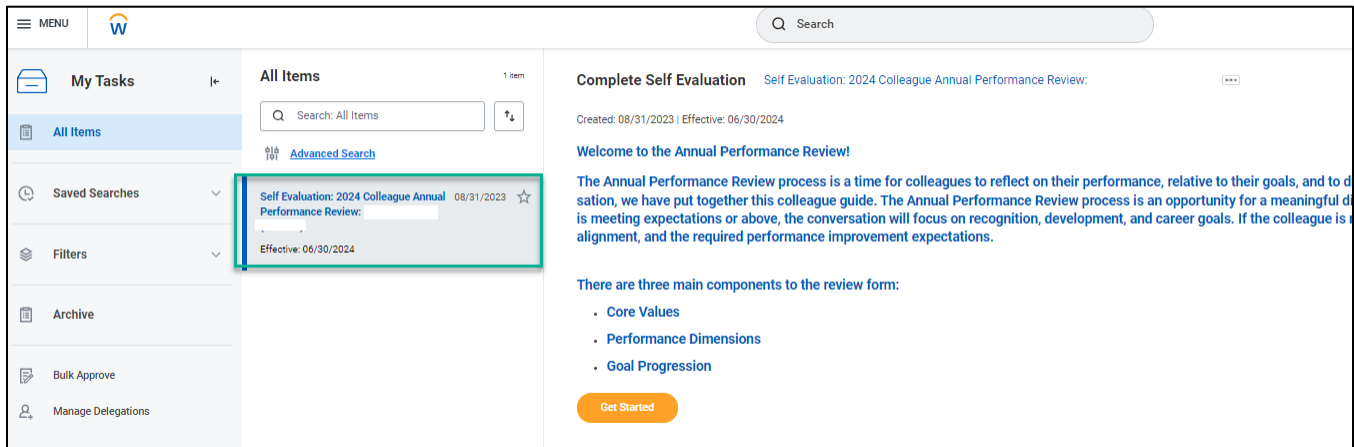 MENU
W
Search
My Tasks
All Items
Saved Searches
Filters
Archive
Bulk Approve
Manage Delegations
All Items
1 item
Search: All Items
Advanced Search
Self Evaluation: 2024 Colleague Annual 08/31/2023
Performance Review:
Effective: 06/30/2024
Complete Self Evaluation Self Evaluation: 2024 Colleague Annual Performance Review:
Created: 08/31/2023 | Effective: 06/30/2024
Welcome to the Annual Performance Review!
The Annual Performance Review process is a time for colleagues to reflect on their performance, relative to their goals, and to d
sation, we have put together this colleague guide. The Annual Performance Review process is an opportunity for a meaningful di
is meeting expectations or above, the conversation will focus on recognition, development, and career goals. If the colleague is
alignment, and the required performance improvement expectations.
There are three main components to the review form:
• Core Values
• Performance Dimensions
• Goal Progression
Get Started